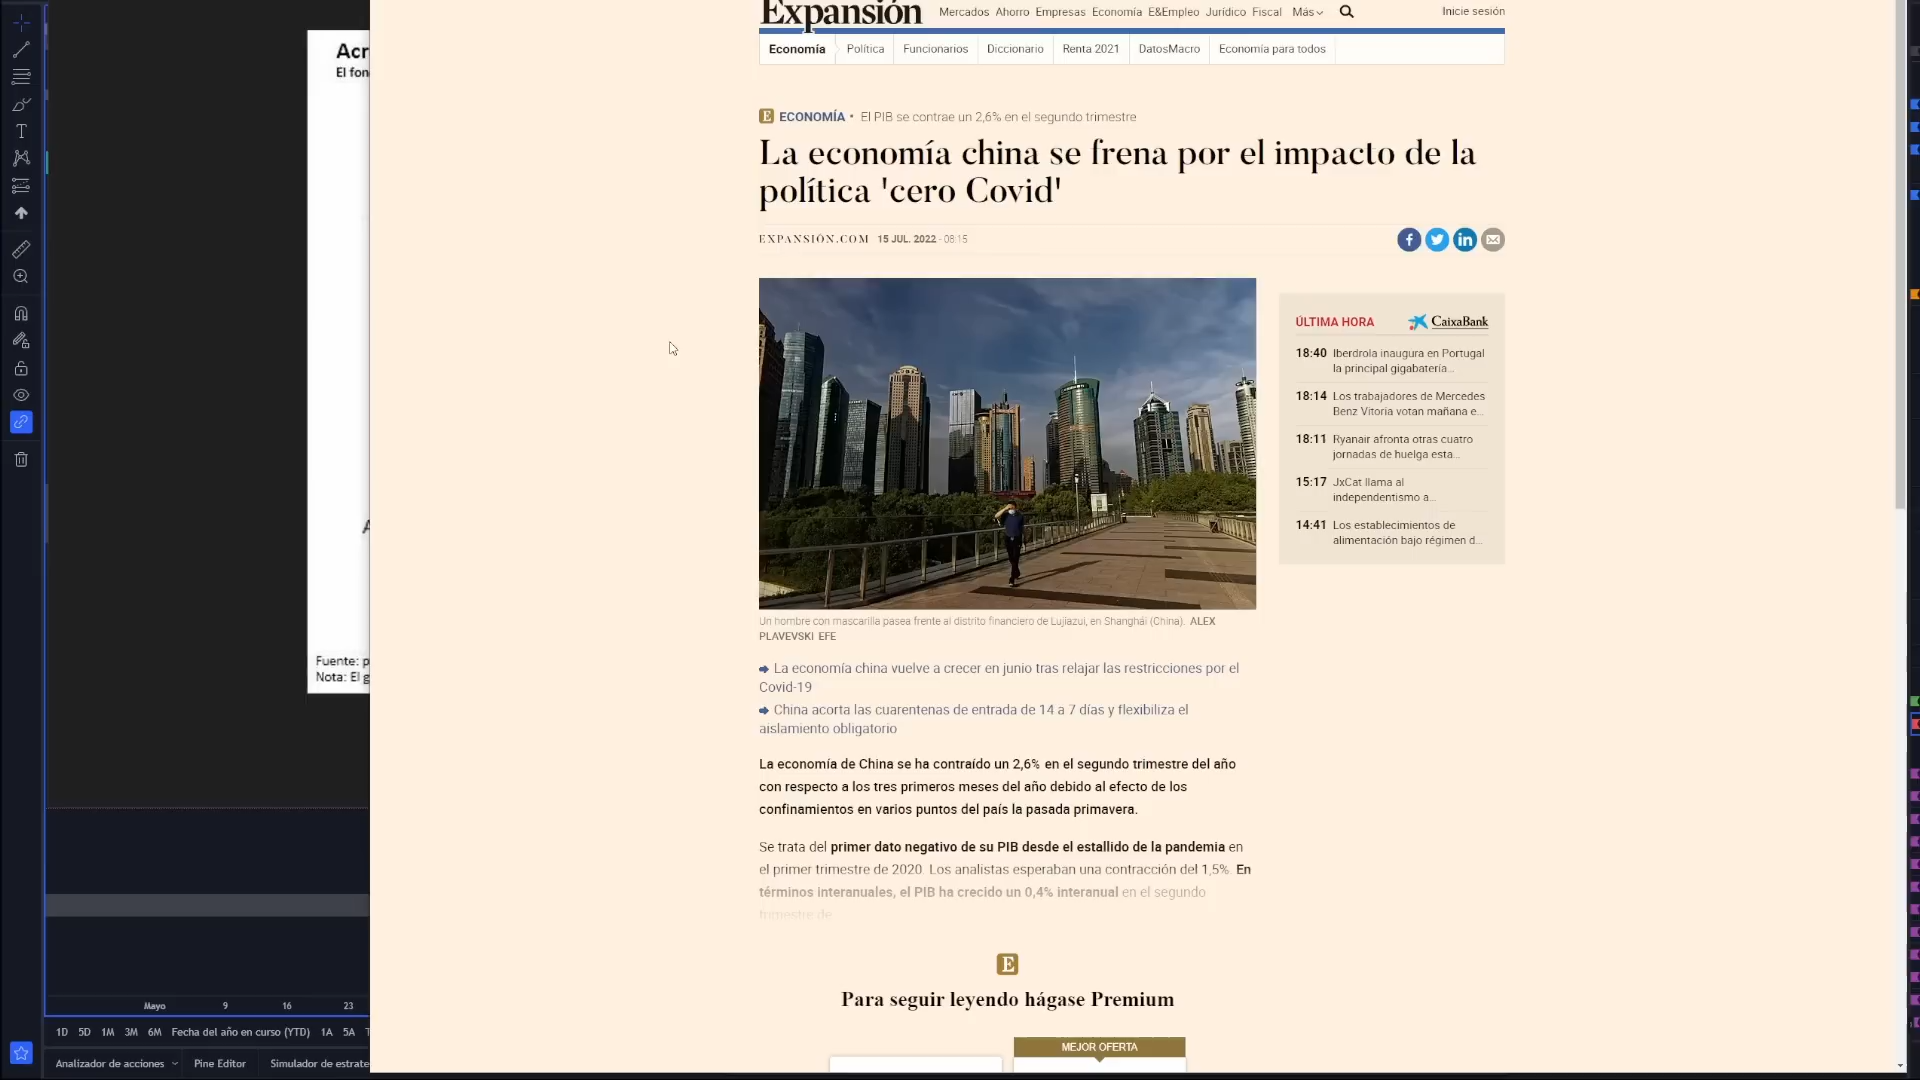 Expansión
Mercados Ahorro Empresas Economía E&Empleo Jurídico Fiscal Más
Inicie sesión
Economía Política Funcionarios Diccionario Renta 2021 DatosMacro Economía para todos
Acr
El fon
E ECONOMÍA • El PIB se contrae un 2,6% en el segundo trimestre
La economía china se frena por el impacto de la
política 'cero Covid'
EXPANSIÓN.COM 15 JUL. 2022 - 08:15
ÚLTIMA HORA CaixaBank
18:40 Iberdrola inaugura en Portugal
la principal gigabatería...
18:14 Los trabajadores de Mercedes
Benz Vitoria votan mañana e...
18:11 Ryanair afronta otras cuatro
jornadas de huelga esta...
15:17 JxCat llama al
independentismo a...
14:41 Los establecimientos de
alimentación bajo régimen d...
Un hombre con mascarilla pasea frente al distrito financiero de Lujiazui, en Shanghái (China). ALEX
PLAVEVSKI EFE
La economía china vuelve a crecer en junio tras relajar las restricciones por el
Covid-19
China acorta las cuarentenas de entrada de 14 a 7 días y flexibiliza el
aislamiento obligatorio
La economía de China se ha contraído un 2,6% en el segundo trimestre del año
con respecto a los tres primeros meses del año debido al efecto de los
confinamientos en varios puntos del país la pasada primavera.
Se trata del primer dato negativo de su PIB desde el estallido de la pandemia en
el primer trimestre de 2020. Los analistas esperaban una contracción del 1,5%. En
términos interanuales, el PIB ha crecido un 0,4% interanual en el segundo
trimestre de
E
Para seguir leyendo hágase Premium
MEJOR OFERTA
Fuente: p
Nota: El g
Mayo 9 16 23
1D 5D 1M 3M 6M Fecha del año en curso (YTD) 1A 5A T
Analizador de acciones Pine Editor Simulador de estrate